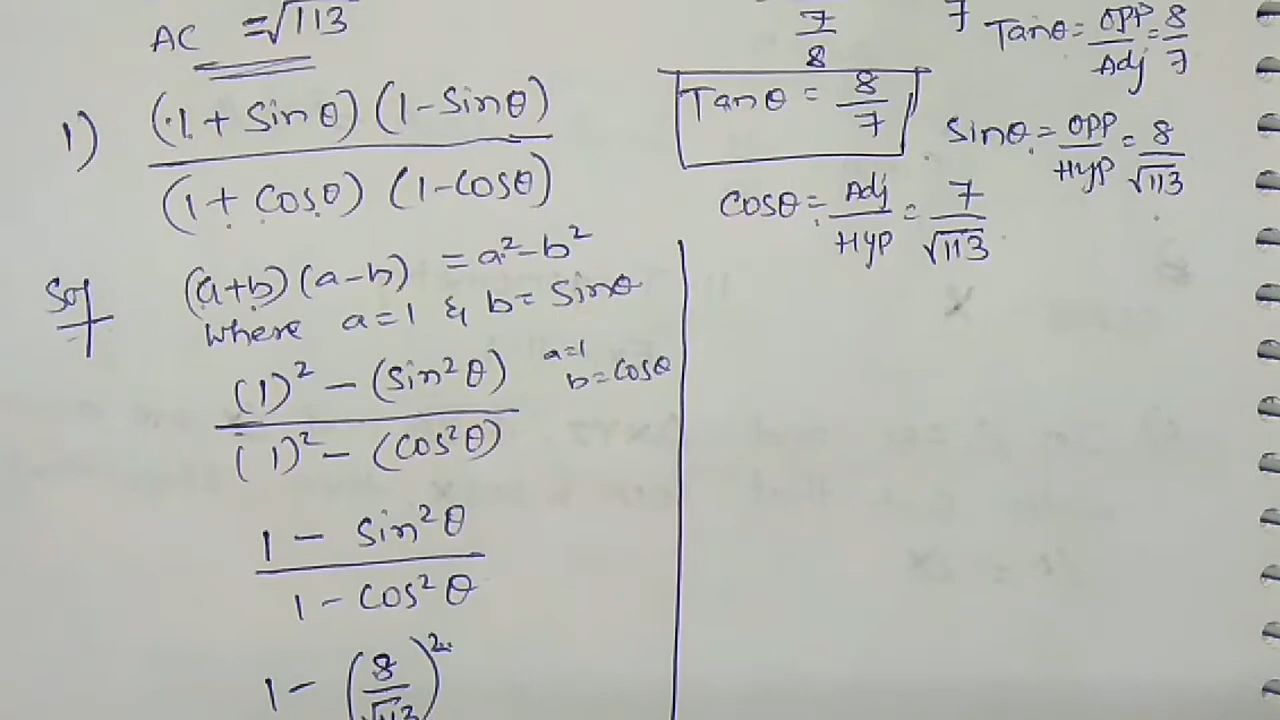 AC = √113
1) (1 + Sinθ) (1 - Sinθ)
(1 + Cosθ) (1 - Cosθ)
Sol (a+b) (a-b) = a² - b²
where a=1 & b= Sinθ
(1)² - (Sin²θ)
(1)² - (Cos²θ)
a=1
b=Cosθ
1 - Sin²θ
1 - Cos²θ
1 - (8/√113)²
7
8
Tanθ = 8/7
7
Tanθ = OPP/Adj = 8/7
Sinθ = OPP/Hyp = 8/√113
Cosθ = Adj/Hyp = 7/√113